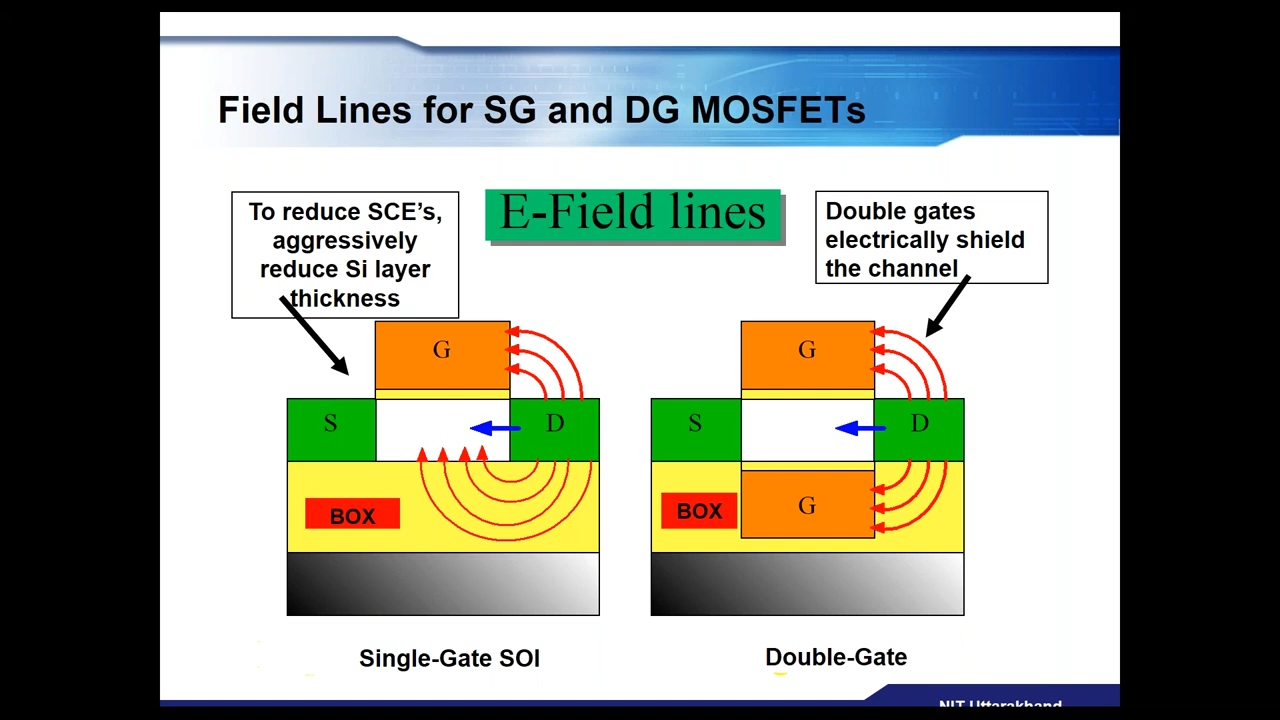 Field Lines for SG and DG MOSFETs
To reduce SCE’s,
aggressively
reduce Si layer
thickness
E-Field lines
Double gates
electrically shield
the channel
G
S
D
BOX
G
S
D
G
BOX
Single-Gate SOI
Double-Gate
NIT Uttarakhand